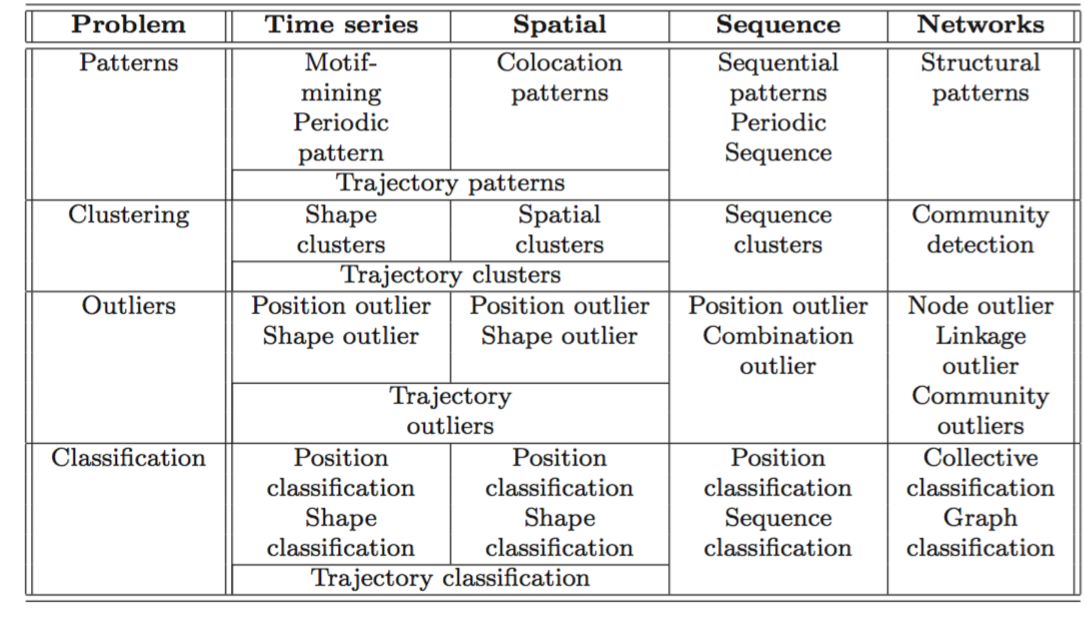 Problem Time series Spatial Sequence Networks
Patterns Motif- Colocation Sequential Structural
mining patterns patterns patterns
Periodic Periodic
pattern Sequence
Trajectory patterns
Clustering Shape Spatial Sequence Community
clusters clusters clusters detection
Trajectory clusters
Outliers Position outlier Position outlier Position outlier Node outlier
Shape outlier Shape outlier Combination Linkage
outlier outlier
Trajectory Community
outliers outliers
Classification Position Position Position Collective
classification classification classification classification
Shape Shape Sequence Graph
classification classification classification classification
Trajectory classification